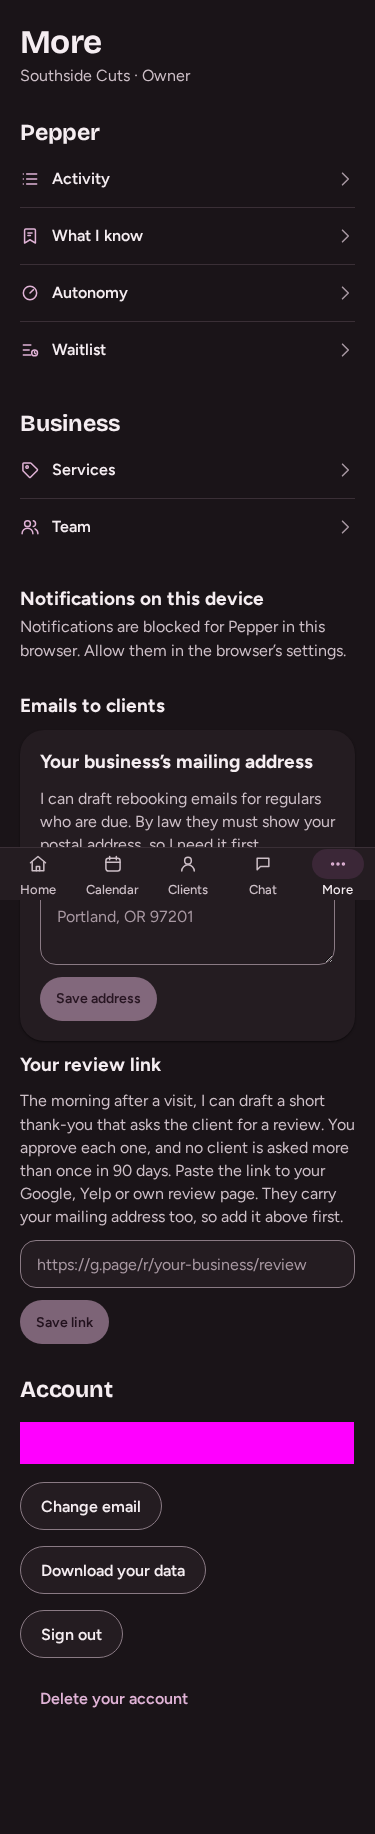 More
Southside Cuts · Owner
Pepper
Activity
What I know
Autonomy
Waitlist
Business
Services
Team
Notifications on this device
Notifications are blocked for Pepper in this
browser. Allow them in the browser’s settings.
Emails to clients
Your business’s mailing address
I can draft rebooking emails for regulars
who are due. By law they must show your
postal address, so I need it first.
Home
Calendar
Clients
Chat
More
Portland, OR 97201
Save address
Your review link
The morning after a visit, I can draft a short
thank-you that asks the client for a review. You
approve each one, and no client is asked more
than once in 90 days. Paste the link to your
Google, Yelp or own review page. They carry
your mailing address too, so add it above first.
https://g.page/r/your-business/review
Save link
Account
Change email
Download your data
Sign out
Delete your account